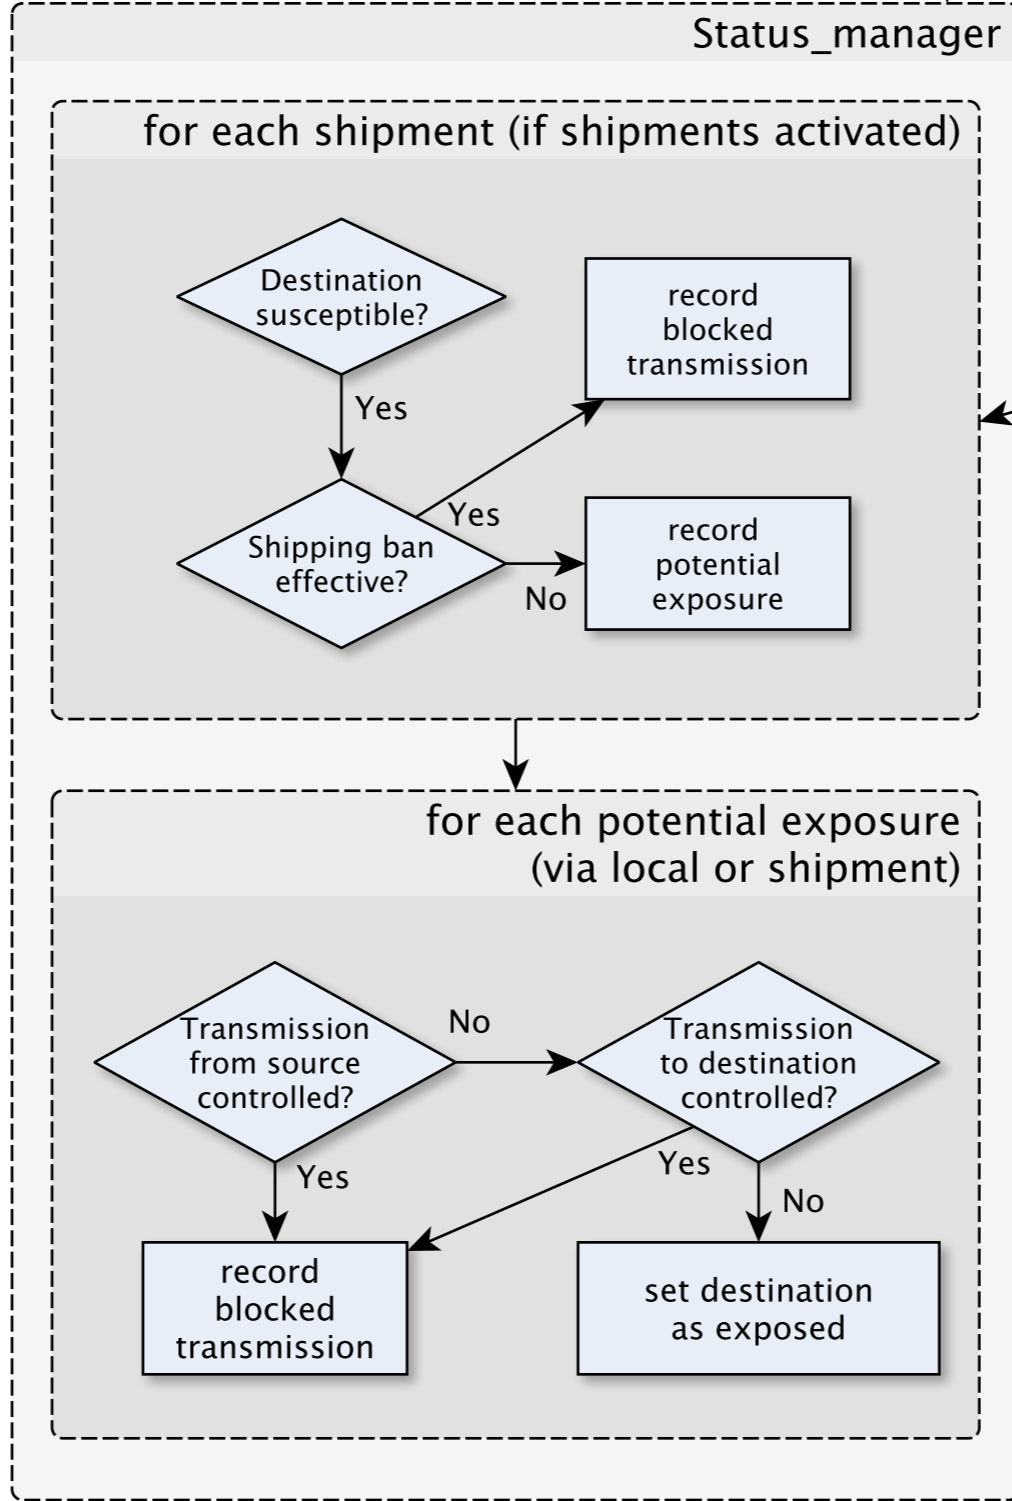 Status_manager
for each shipment (if shipments activated)
Destination
susceptible?
record
blocked
transmission
Yes
Yes
Shipping ban
effective?
No
record
potential
exposure
for each potential exposure
(via local or shipment)
Transmission
from source
controlled?
No
Transmission
to destination
controlled?
Yes
Yes
No
record
blocked
transmission
set destination
as exposed